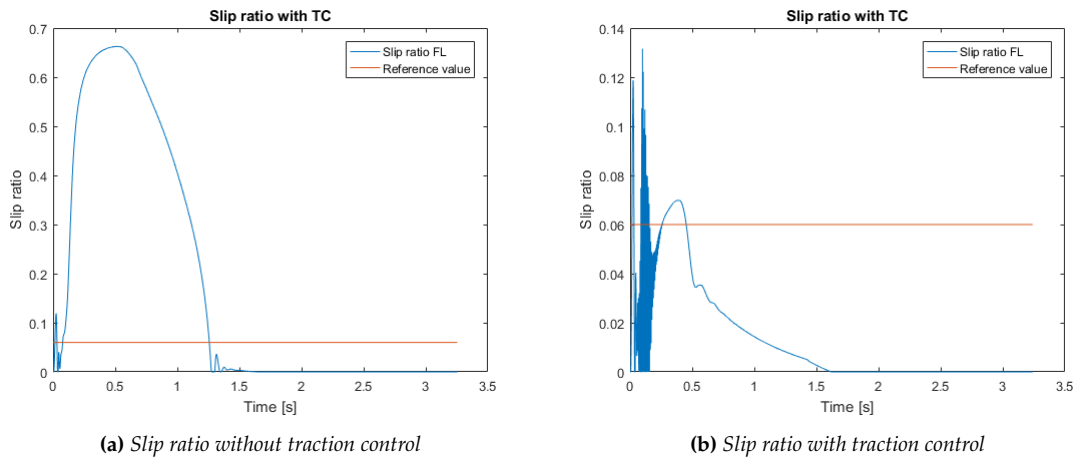 Slip ratio with TC
0.7
0.6
0.5
0.4
0.3
0.2
0.1
0
Slip ratio
0
0.5
1
1.5
2
2.5
3
3.5
Time [s]
Slip ratio FL
Reference value
(a) Slip ratio without traction control
Slip ratio with TC
0.14
0.12
0.1
0.08
0.06
0.04
0.02
0
Slip ratio
0
0.5
1
1.5
2
2.5
3
3.5
Time [s]
Slip ratio FL
Reference value
(b) Slip ratio with traction control